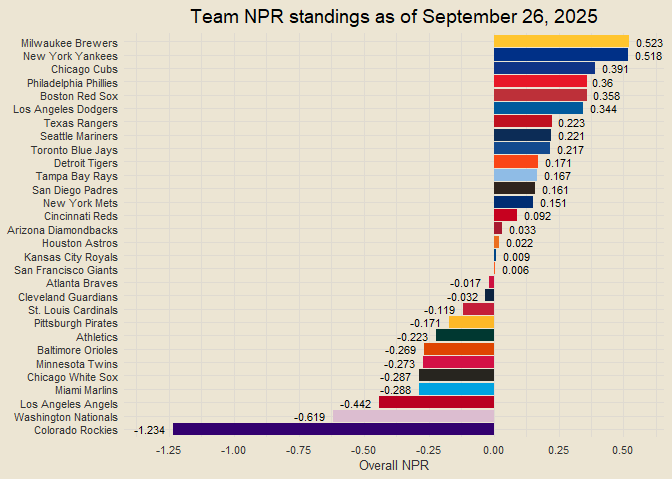 Team NPR standings as of September 26, 2025
Milwaukee Brewers 0.523
New York Yankees 0.518
Chicago Cubs 0.391
Philadelphia Phillies 0.36
Boston Red Sox 0.358
Los Angeles Dodgers 0.344
Texas Rangers 0.223
Seattle Mariners 0.221
Toronto Blue Jays 0.217
Detroit Tigers 0.171
Tampa Bay Rays 0.167
San Diego Padres 0.161
New York Mets 0.151
Cincinnati Reds 0.092
Arizona Diamondbacks 0.033
Houston Astros 0.022
Kansas City Royals 0.009
San Francisco Giants 0.006
Atlanta Braves -0.017
Cleveland Guardians -0.032
St. Louis Cardinals -0.119
Pittsburgh Pirates -0.171
Athletics -0.223
Baltimore Orioles -0.269
Minnesota Twins -0.273
Chicago White Sox -0.287
Miami Marlins -0.288
Los Angeles Angels -0.442
Washington Nationals -0.619
Colorado Rockies -1.234
-1.25 -1.00 -0.75 -0.50 -0.25 0.00 0.25 0.50
Overall NPR